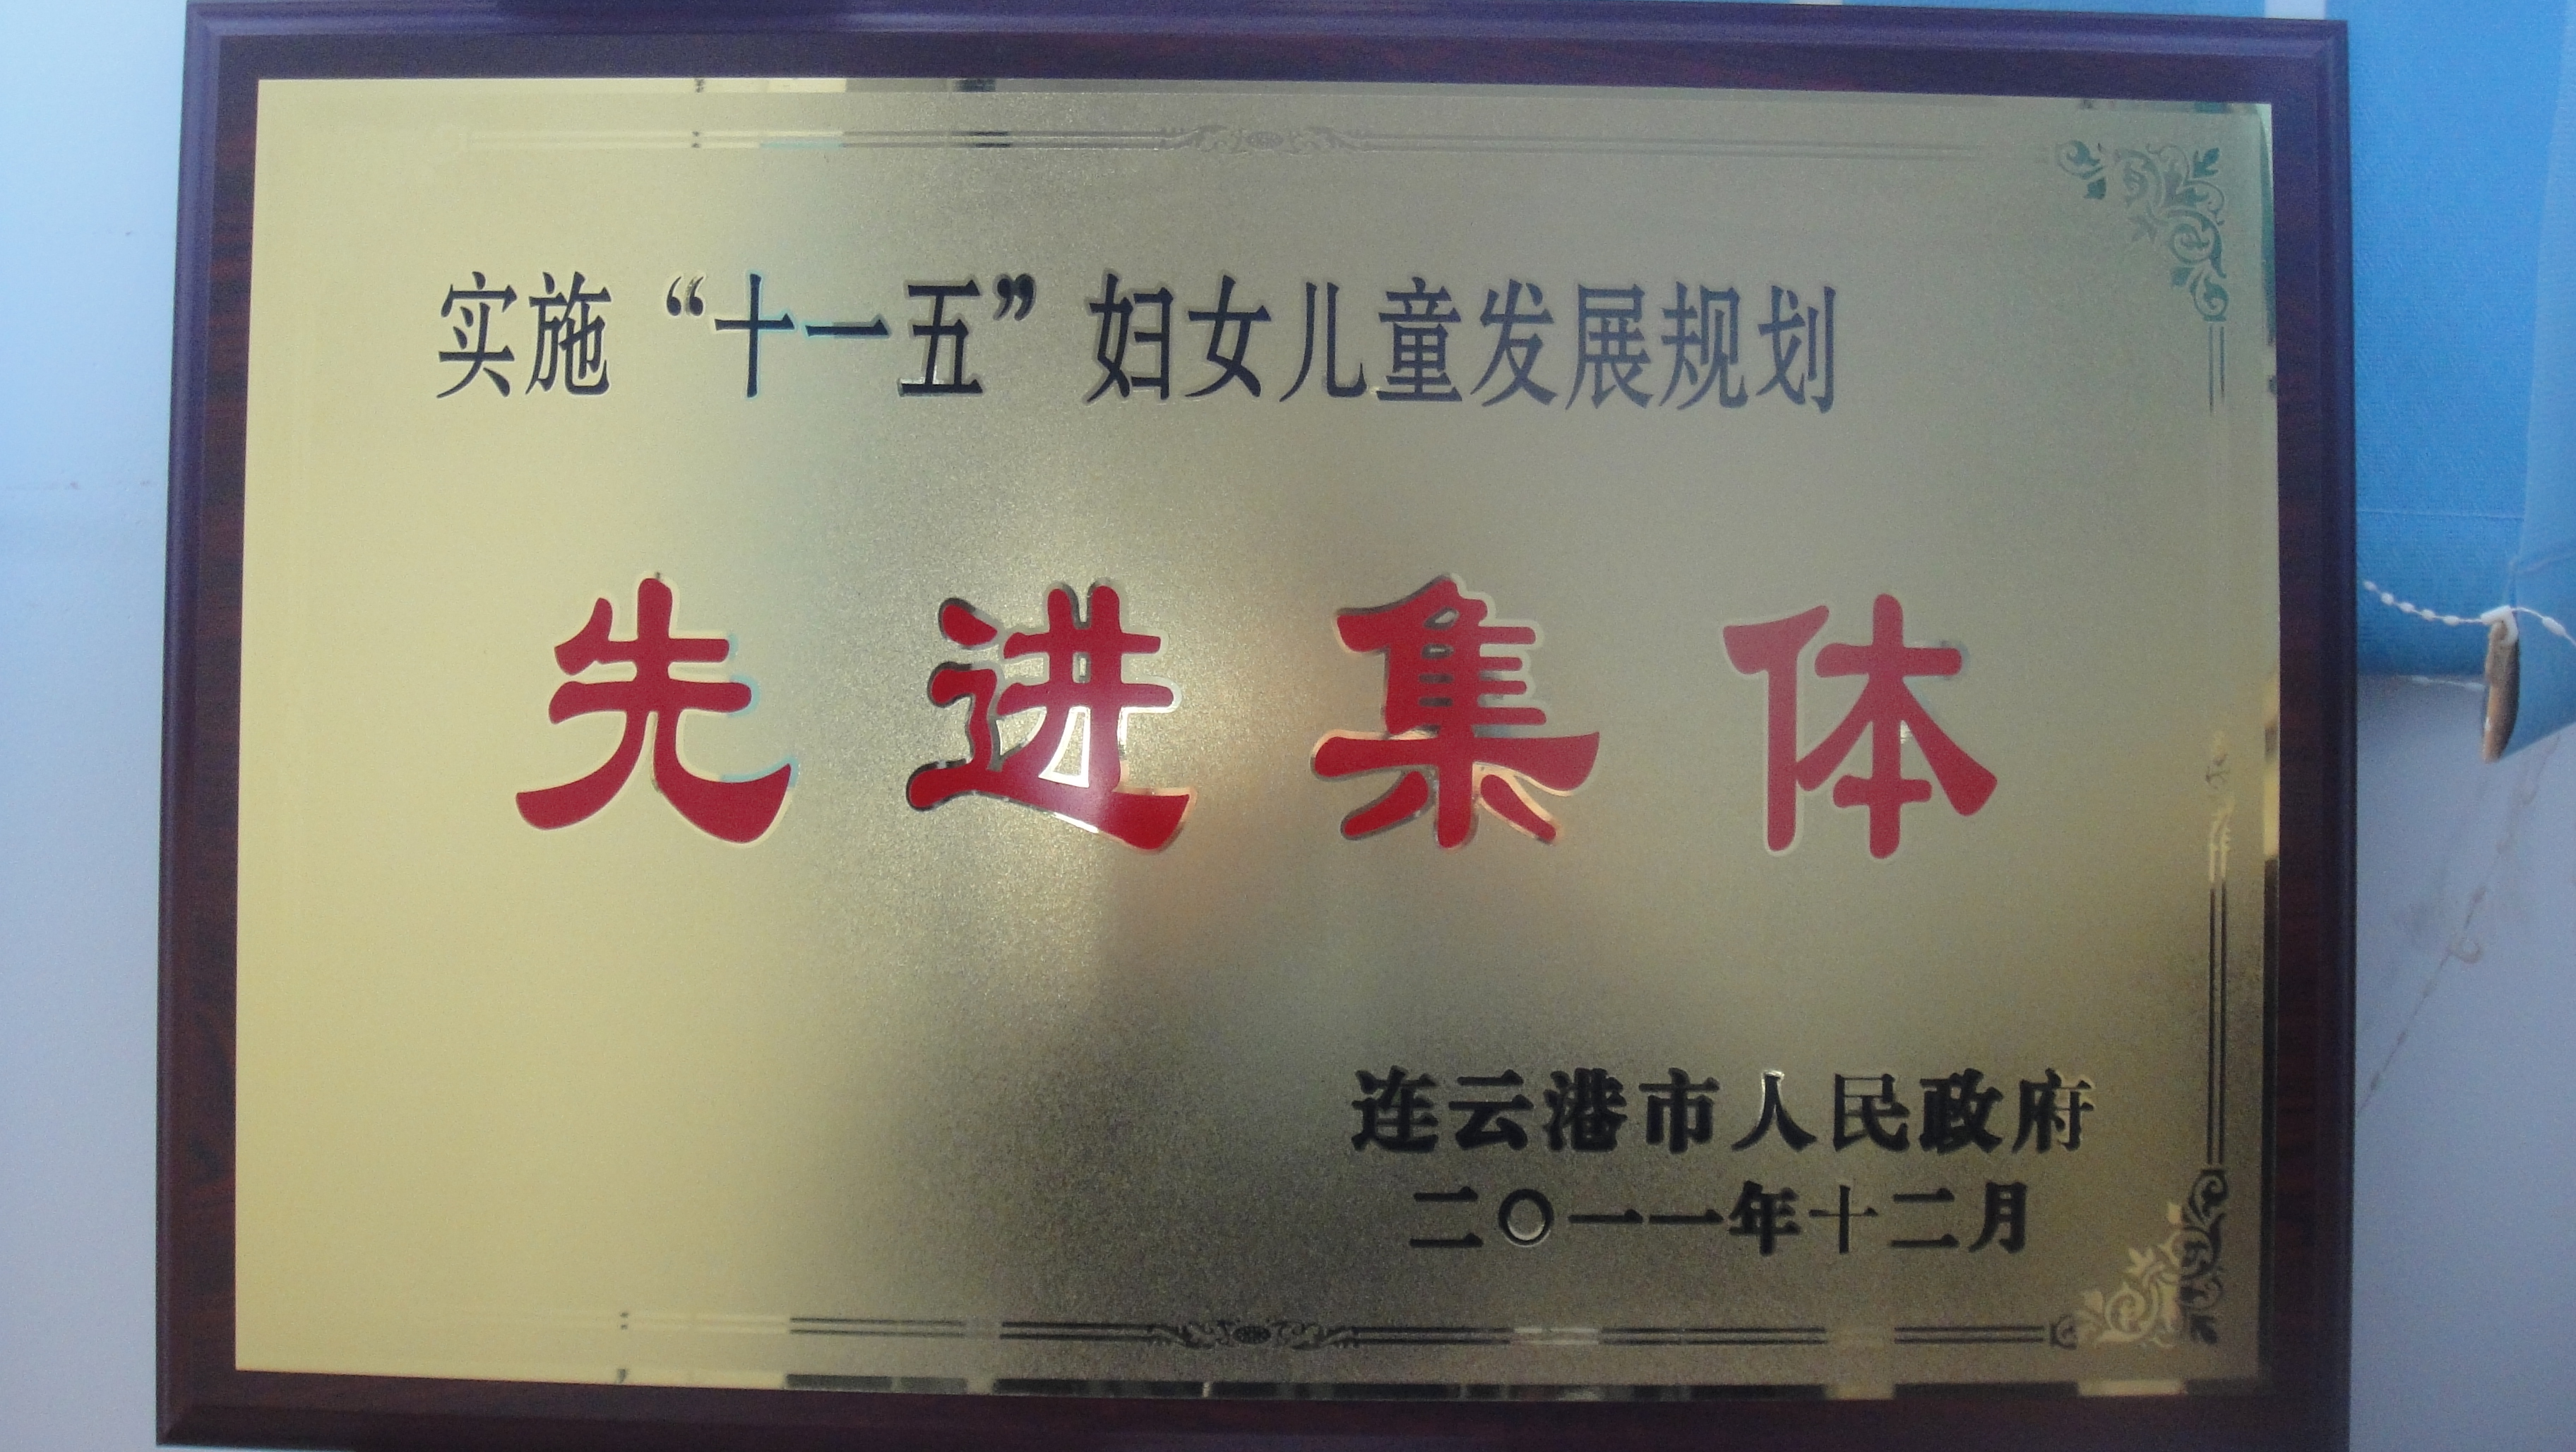 实施“十一五”妇女儿童发展规划
先进集体
连云港市人民政府
二〇一一年十二月